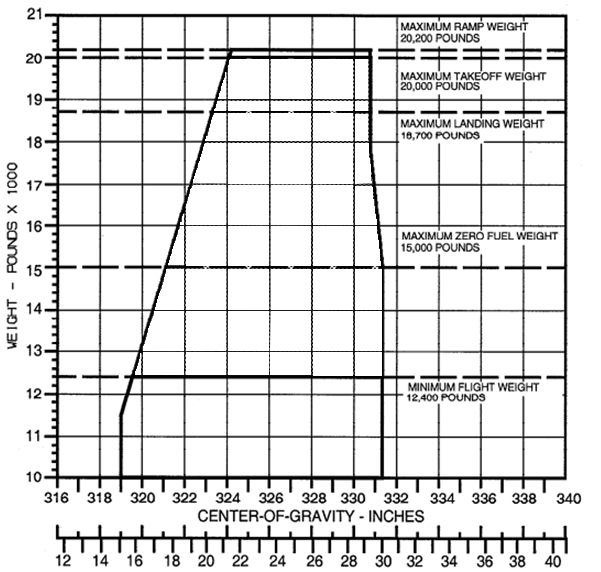 21
MAXIMUM RAMP WEIGHT
20,200 POUNDS
20
MAXIMUM TAKEOFF WEIGHT
20,000 POUNDS
19
MAXIMUM LANDING WEIGHT
18,700 POUNDS
18
17
16
MAXIMUM ZERO FUEL WEIGHT
15,000 POUNDS
15
14
13
MINIMUM FLIGHT WEIGHT
12,400 POUNDS
12
11
10
WEIGHT - POUNDS X 1000
316 318 320 322 324 326 328 330 332 334 336 338 340
CENTER-OF-GRAVITY - INCHES
12 14 16 18 20 22 24 26 28 30 32 34 36 38 40